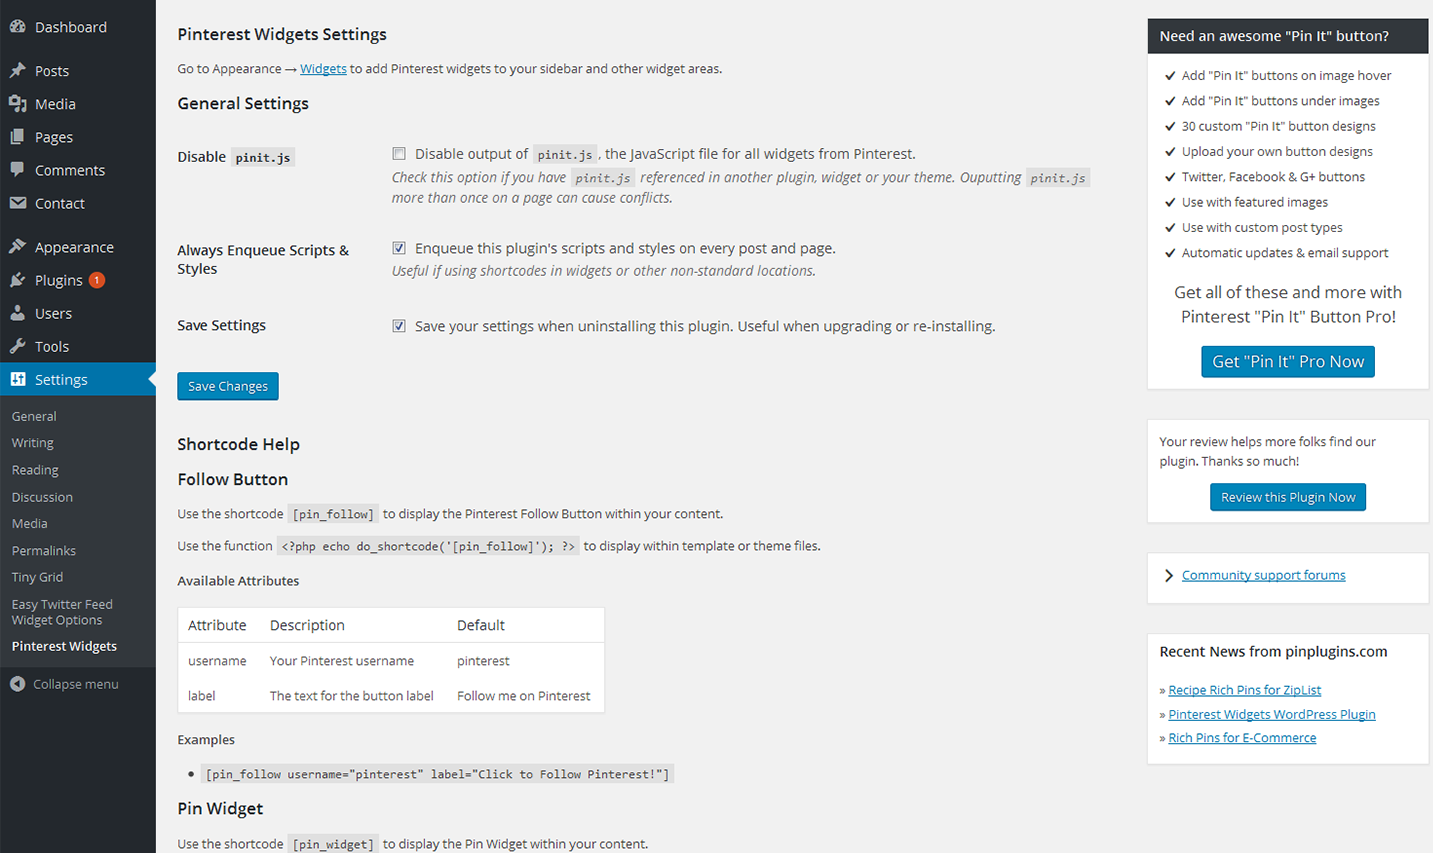 Dashboard
Posts
Media
Pages
Comments
Contact
Appearance
Plugins 1
Users
Tools
Settings
General
Writing
Reading
Discussion
Media
Permalinks
Tiny Grid
Easy Twitter Feed
Widget Options
Pinterest Widgets
Collapse menu
Pinterest Widgets Settings
Go to Appearance → Widgets to add Pinterest widgets to your sidebar and other widget areas.
General Settings
Disable pinit.js
Disable output of pinit.js, the JavaScript file for all widgets from Pinterest.
Check this option if you have pinit.js referenced in another plugin, widget or your theme. Ouputting pinit.js
more than once on a page can cause conflicts.
Always Enqueue Scripts &
Styles
Enqueue this plugin's scripts and styles on every post and page.
Useful if using shortcodes in widgets or other non-standard locations.
Save Settings
Save your settings when uninstalling this plugin. Useful when upgrading or re-installing.
Save Changes
Shortcode Help
Follow Button
Use the shortcode [pin_follow] to display the Pinterest Follow Button within your content.
Use the function <?php echo do_shortcode('[pin_follow]'); ?> to display within template or theme files.
Available Attributes
Attribute Description Default
username Your Pinterest username pinterest
label The text for the button label Follow me on Pinterest
Examples
• [pin_follow username="pinterest" label="Click to Follow Pinterest!"]
Pin Widget
Use the shortcode [pin_widget] to display the Pin Widget within your content.
Need an awesome "Pin It" button?
Add "Pin It" buttons on image hover
Add "Pin It" buttons under images
30 custom "Pin It" button designs
Upload your own button designs
Twitter, Facebook & G+ buttons
Use with featured images
Use with custom post types
Automatic updates & email support
Get all of these and more with
Pinterest "Pin It" Button Pro!
Get "Pin It" Pro Now
Your review helps more folks find our
plugin. Thanks so much!
Review this Plugin Now
Community support forums
Recent News from pinplugins.com
» Recipe Rich Pins for ZipList
» Pinterest Widgets WordPress Plugin
» Rich Pins for E-Commerce